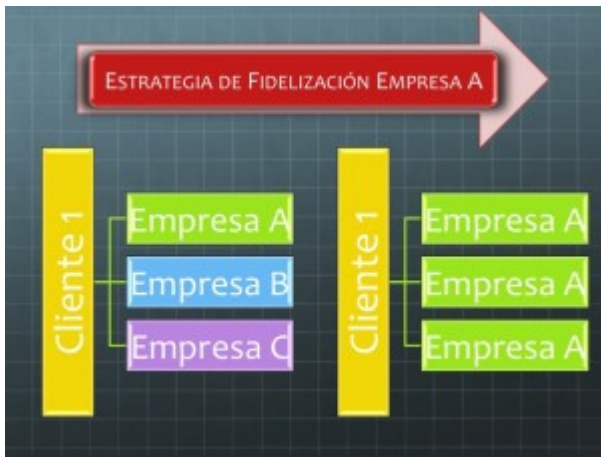 ESTRATEGIA DE FIDELIZACIÓN EMPRESA A
Cliente 1
Empresa A
Empresa B
Empresa C
Cliente 1
Empresa A
Empresa A
Empresa A